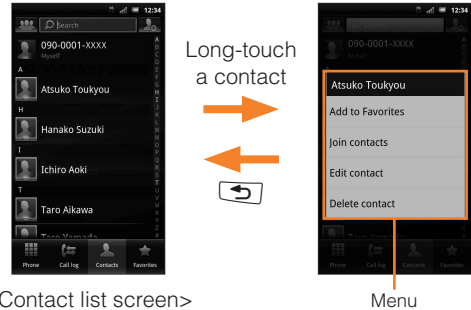 12:34
Search
090-0001-XXXX
Myself
A
Atsuko Toukyou
H
Hanako Suzuki
I
Ichiro Aoki
T
Taro Aikawa
Taro Yamada
Phone Call log Contacts Favorites
Contact list screen>
Long-touch
a contact
12:34
090-0001-XXXX
Myself
Atsuko Toukyou
Add to Favorites
Join contacts
Edit contact
Delete contact
Phone Call log Contacts Favorites
Menu